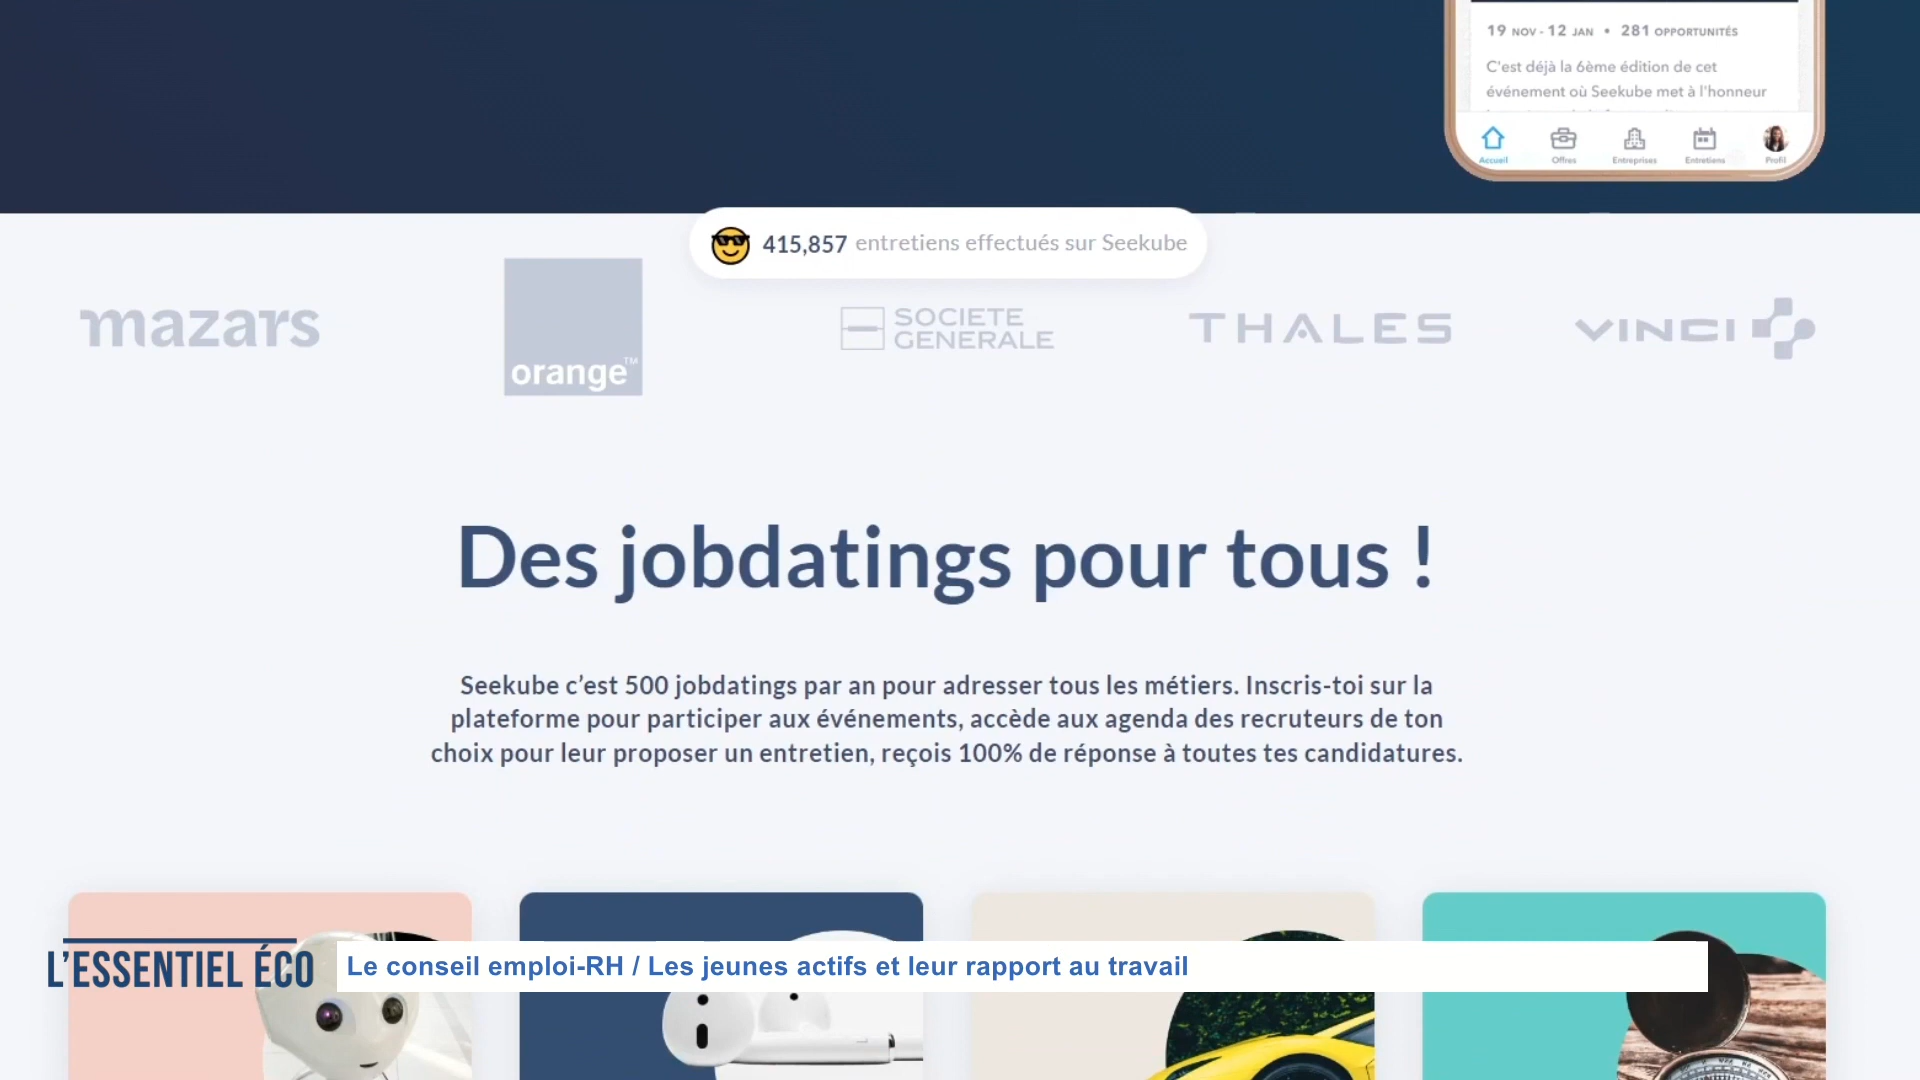 19 NOV - 12 JAN • 281 OPPORTUNITÉS
C'est déjà la 6ème édition de cet
événement où Seekube met à l'honneur
Accueil
Offres
Entreprises
Entretiens
Profil
415,857 entretiens effectués sur Seekube
mazars
orange™
SOCIETE
GENERALE
THALES
VINCI
Des jobdatings pour tous !
Seekube c’est 500 jobdatings par an pour adresser tous les métiers. Inscris-toi sur la
plateforme pour participer aux événements, accède aux agenda des recruteurs de ton
choix pour leur proposer un entretien, reçois 100% de réponse à toutes tes candidatures.
L’ESSENTIEL ÉCO
Le conseil emploi-RH / Les jeunes actifs et leur rapport au travail